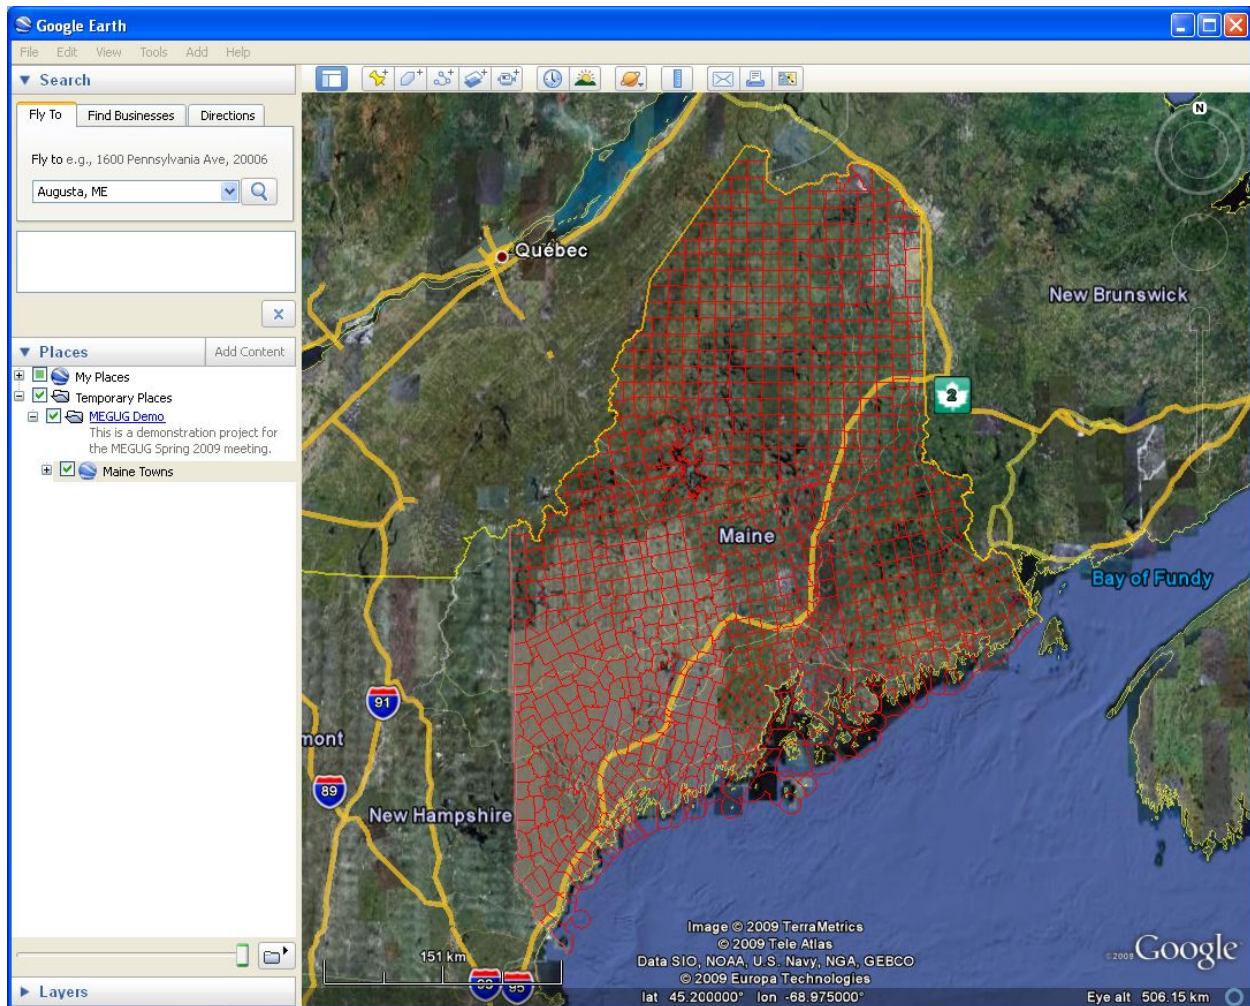 Google Earth
File Edit View Tools Add Help
Search
Fly To Find Businesses Directions
Fly to e.g., 1600 Pennsylvania Ave, 20006
Augusta, ME
Places Add Content
My Places
Temporary Places
MEGUG Demo
This is a demonstration project for
the MEGUG Spring 2009 meeting.
Maine Towns
Layers
N
Québec
New Brunswick
2
Maine
Bay of Fundy
91
mont
89
New Hampshire
151 km
95
Image © 2009 TerraMetrics
© 2009 Tele Atlas
Data SIO, NOAA, U.S. Navy, NGA, GEBCO
© 2009 Europa Technologies
©2009 Google
lat 45.200000° lon -68.975000° Eye alt 506.15 km